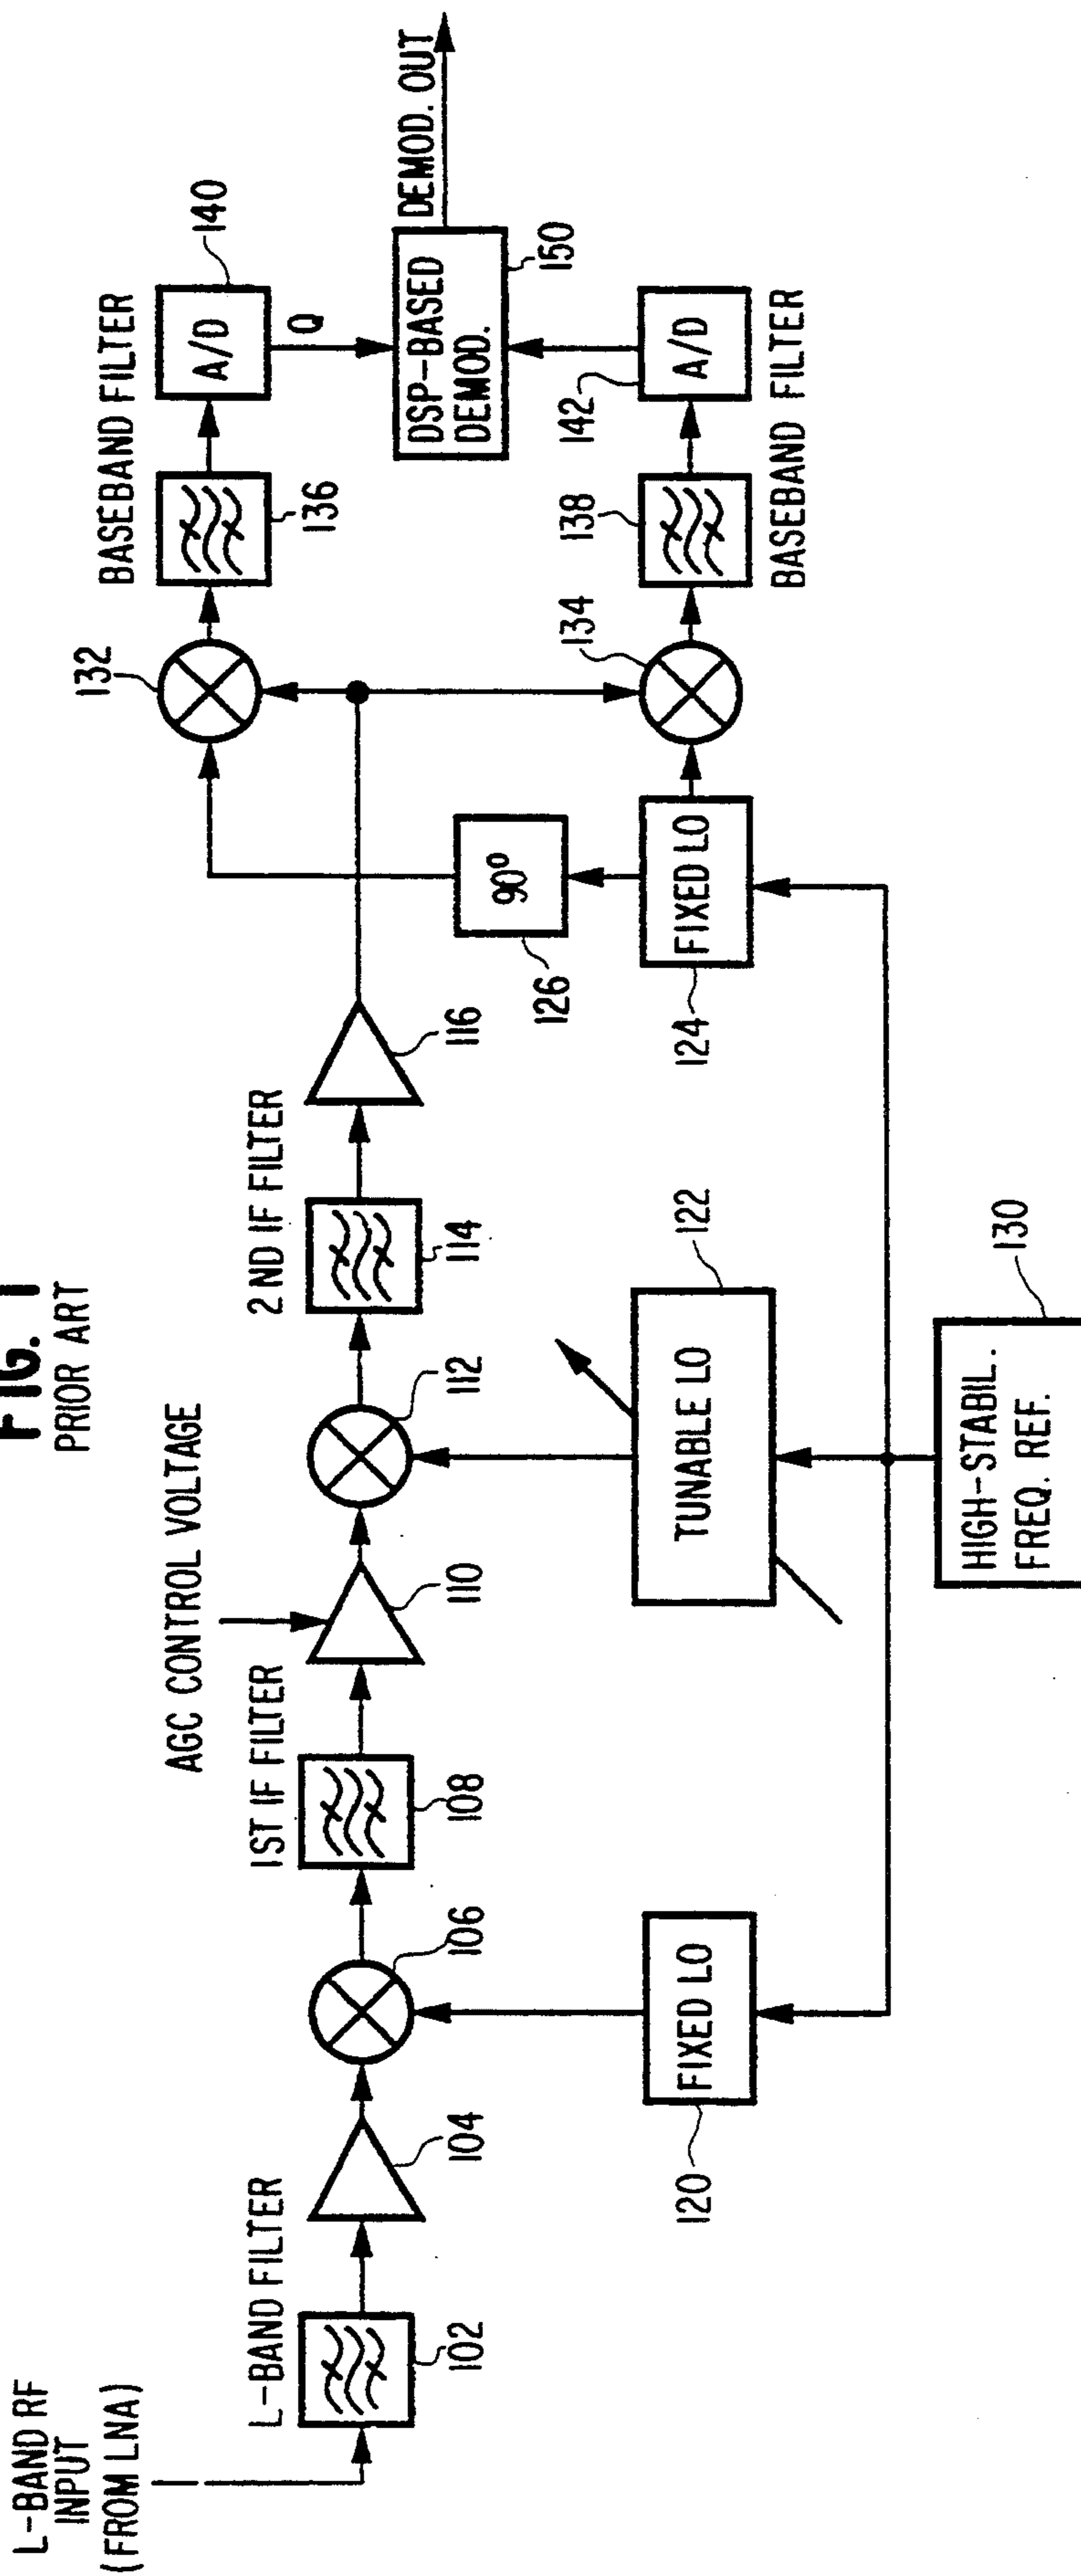 FIG. 1
PRIOR ART
L-BAND RF
INPUT
(FROM LNA)
L-BAND FILTER
102
104
106
1ST IF FILTER
108
AGC CONTROL VOLTAGE
110
112
2ND IF FILTER
114
116
FIXED LO
120
TUNABLE LO
122
HIGH-STABIL.
FREQ. REF.
130
FIXED LO
124
90°
126
132
134
BASEBAND FILTER
136
138
BASEBAND FILTER
A/D
140
Q
A/D
142
DSP-BASED
DEMOD.
150
DEMOD. OUT